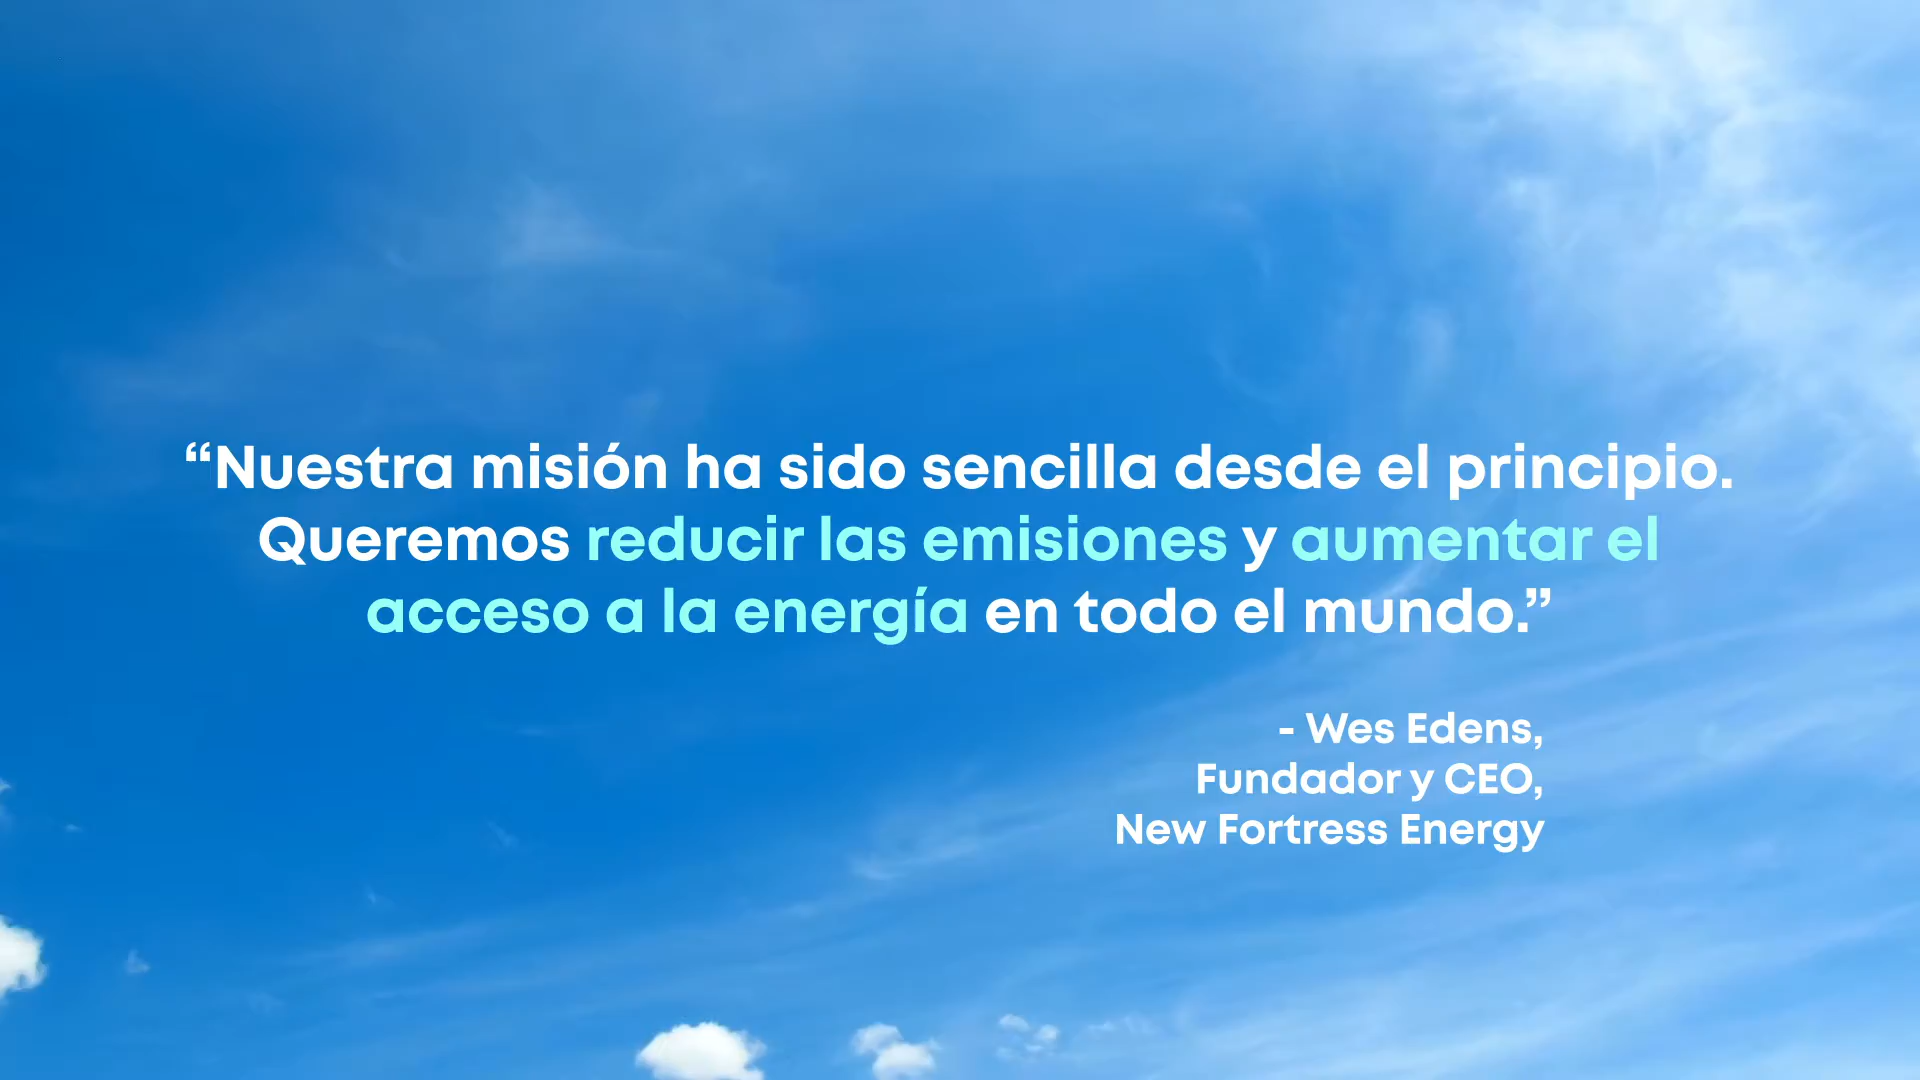 “Nuestra misión ha sido sencilla desde el principio.
Queremos reducir las emisiones y aumentar el
acceso a la energía en todo el mundo.”
- Wes Edens,
Fundador y CEO,
New Fortress Energy